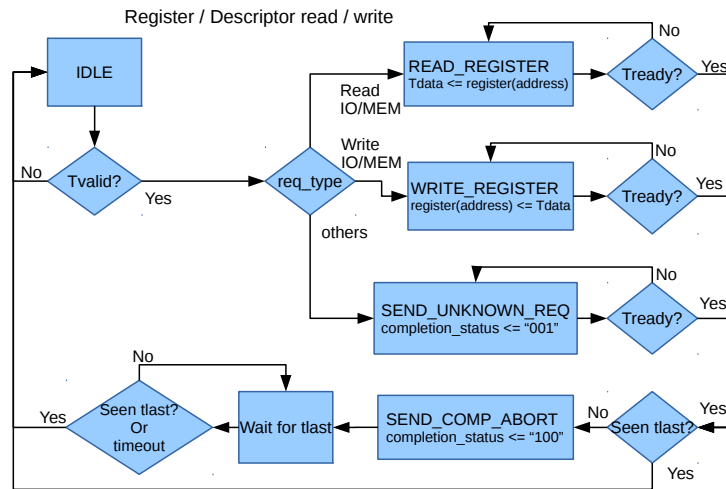 Register / Descriptor read / write
IDLE
No
Tvalid?
Yes
req_type
Read
IO/MEM
READ_REGISTER
Tdata <= register(address)
No
Tready?
Yes
Write
IO/MEM
WRITE_REGISTER
register(address) <= Tdata
No
Tready?
Yes
others
SEND_UNKNOWN_REQ
completion_status <= “001”
No
Tready?
Yes
Yes
Seen tlast?
No
Yes
SEND_COMP_ABORT
completion_status <= “100”
Wait for tlast
No
Seen tlast?
Or
timeout
Yes